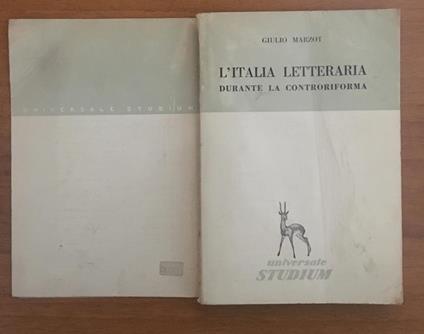 UNIVERSALE STUDIUM
GIULIO MARZOT
L'ITALIA LETTERARIA
DURANTE LA CONTRORIFORMA
universale
STUDIUM